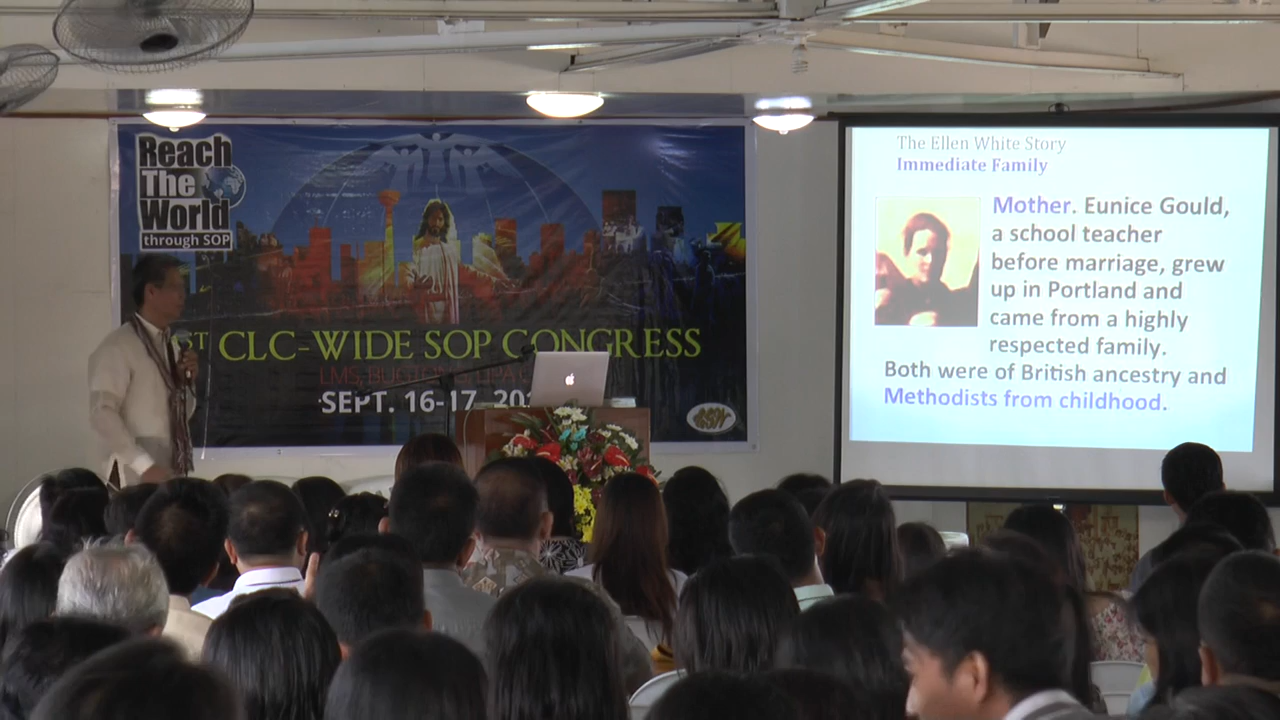 Reach
The
World
through SOP
ST CLC-WIDE SOP CONGRESS
LMS,
SEPT. 16-17,
The Ellen White Story
Immediate Family
Mother. Eunice Gould,
a school teacher
before marriage, grew
up in Portland and
came from a highly
respected family.
Both were of British ancestry and
Methodists from childhood.